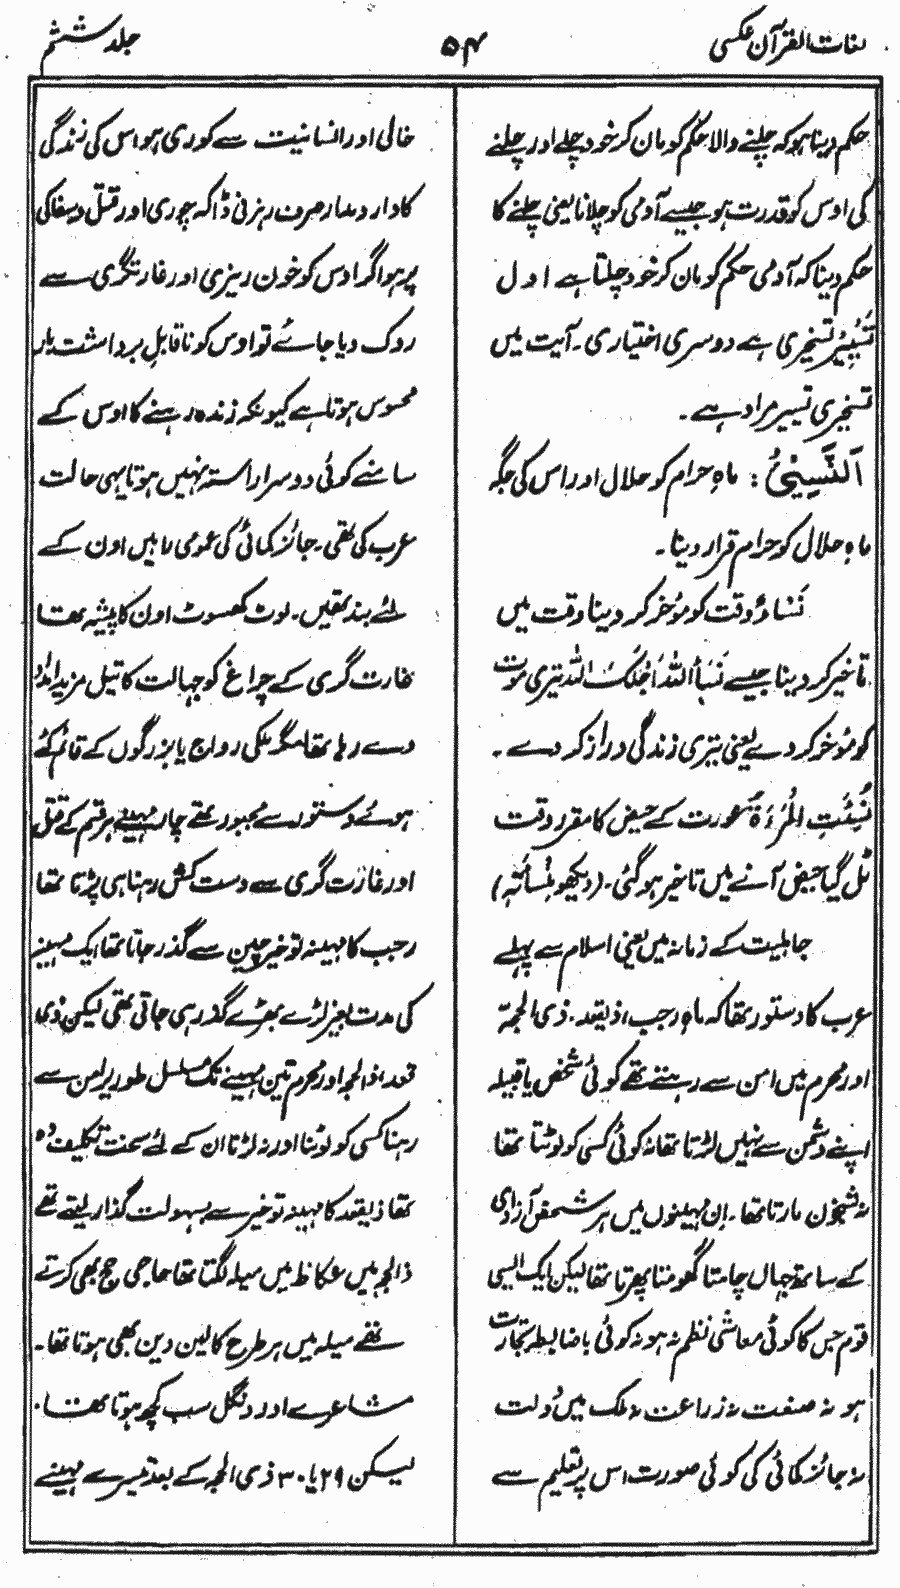 لغات القرآن عکسی
۵۴
جلد ششم
حکم دینا ہو کہ چلنے والا حکم کو مان کر خود چلے اور چلنے
کی اوس کو قدرت ہو جیسے آدمی کو چلانا یعنی چلنے کا
حکم دینا کہ آدمی حکم کو مان کر خود چلتا ہے اول
تَسْیِیْر تسخیری ہے دوسری اختیاری۔ آیت میں
تسخیری تسییر مراد ہے۔
اَلنَّسِیْئُ : ماہِ حرام کو حلال اور اس کی جگہ
ماہِ حلال کو حرام قرار دینا۔
نَسَاءٌ وقت کو مؤخر کر دینا وقت میں
تاخیر کر دینا جیسے نَسَأَ اللّٰہُ اَجَلَکَ اللہ تیری موت
کو مؤخر کر دے یعنی تیری زندگی دراز کر دے۔
نُسِئَتِ الْمَرْءَۃُ عورت کے حیض کا مقرر وقت
ٹل گیا حیض آنے میں تاخیر ہو گئی۔ (دیکھو مِنْسَأَتَہٗ)
جاہلیت کے زمانہ میں یعنی اسلام سے پہلے
عرب کا دستور تھا کہ ماہِ رجب، ذیقعد۔ ذی الحجہ
اور محرم میں امن سے رہتے تھے کوئی شخص یا قبیلہ
اپنے دشمن سے نہیں لڑتا تھا نہ کوئی کسی کو لوٹتا تھا
نہ شبخون مارتا تھا۔ ان مہینوں میں ہر شخص آزادی
کے ساتھ جہاں چاہتا گھومتا پھرتا تھا لیکن ایک ایسی
قوم جس کا کوئی معاشی نظم نہ ہو نہ کوئی باضابطہ تجارت
ہو نہ صنعت نہ زراعت نہ ملک میں دولت
نہ جائز کمائی کی کوئی صورت اس پر تعلیم سے
خالی اور انسانیت سے کوری ہو اس کی زندگی
کا دار و مدار صرف رہزنی ڈاکہ چوری اور قتل و سفاکی
پر ہو اگر اوس کو خون ریزی اور غارتگری سے
روک دیا جائے تو اوس کو ناقابلِ برداشت بار
محسوس ہوتا ہے کیونکہ زندہ رہنے کا اوس کے
سامنے کوئی دوسرا راستہ نہیں ہوتا یہی حالت
عرب کی تھی۔ جائز کمائی کی عمومی راہیں اون کے
لئے بند تھیں۔ لوٹ کھسوٹ اون کا پیشہ تھا
غارت گری کے چراغ کو جہالت کا تیل مزید امداد
دے رہا تھا مگر ملکی رواج یا بزرگوں کے قائم کئے
ہوئے دستور سے مجبور تھے چار مہینے ہر قسم کے قتل
اور غارت گری سے دست کش رہنا ہی پڑتا تھا
رجب کا مہینہ تو خیر چین سے گذر جاتا تھا ایک مہینہ
کی مدت بغیر لڑے بھڑے گذر ہی جاتی تھی لیکن ذی
قعدہ ذالحجہ اور محرم تین مہینے تک مسلسل طور پر امن سے
رہنا کسی کو لوٹنا اور نہ لڑنا ان کے لئے سخت تکلیف دہ
تھا ذیقعد کا مہینہ تو خیر سے بسہولت گذار لیتے تھے
ذالحجہ میں عکاظ میں میلہ لگتا تھا حاجی حج بھی کرتے
تھے میلہ میں ہر طرح کا لین دین بھی ہوتا تھا۔
مشاعرے اور دنگل سب کچھ ہوتا تھا۔
لیکن ۲۹ یا ۳۰ ذی الحجہ کے بعد تیسرے مہینے